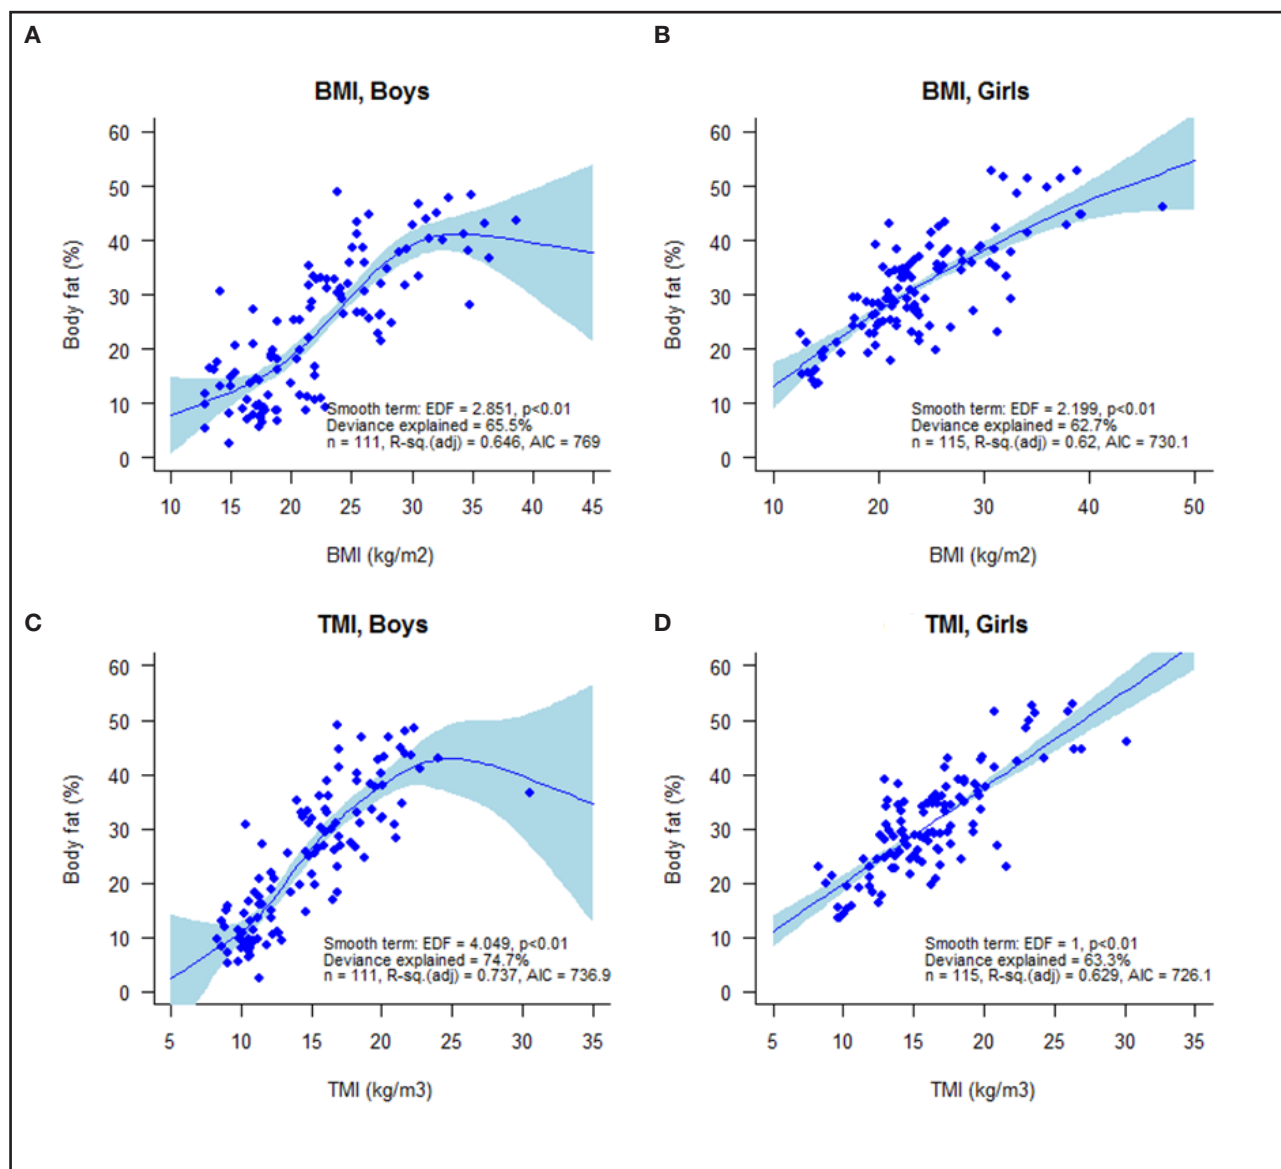 A
B
BMI, Boys
BMI, Girls
60
50
40
30
20
10
0
Body fat (%)
Smooth term: EDF = 2.851, p<0.01
Deviance explained = 65.5%
n = 111, R-sq.(adj) = 0.646, AIC = 769
10 15 20 25 30 35 40 45
BMI (kg/m2)
60
50
40
30
20
10
0
Body fat (%)
Smooth term: EDF = 2.199, p<0.01
Deviance explained = 62.7%
n = 115, R-sq.(adj) = 0.62, AIC = 730.1
10 20 30 40 50
BMI (kg/m2)
C
D
TMI, Boys
TMI, Girls
60
50
40
30
20
10
0
Body fat (%)
Smooth term: EDF = 4.049, p<0.01
Deviance explained = 74.7%
n = 111, R-sq.(adj) = 0.737, AIC = 736.9
5 10 15 20 25 30 35
TMI (kg/m3)
60
50
40
30
20
10
0
Body fat (%)
Smooth term: EDF = 1, p<0.01
Deviance explained = 63.3%
n = 115, R-sq.(adj) = 0.629, AIC = 726.1
5 10 15 20 25 30 35
TMI (kg/m3)